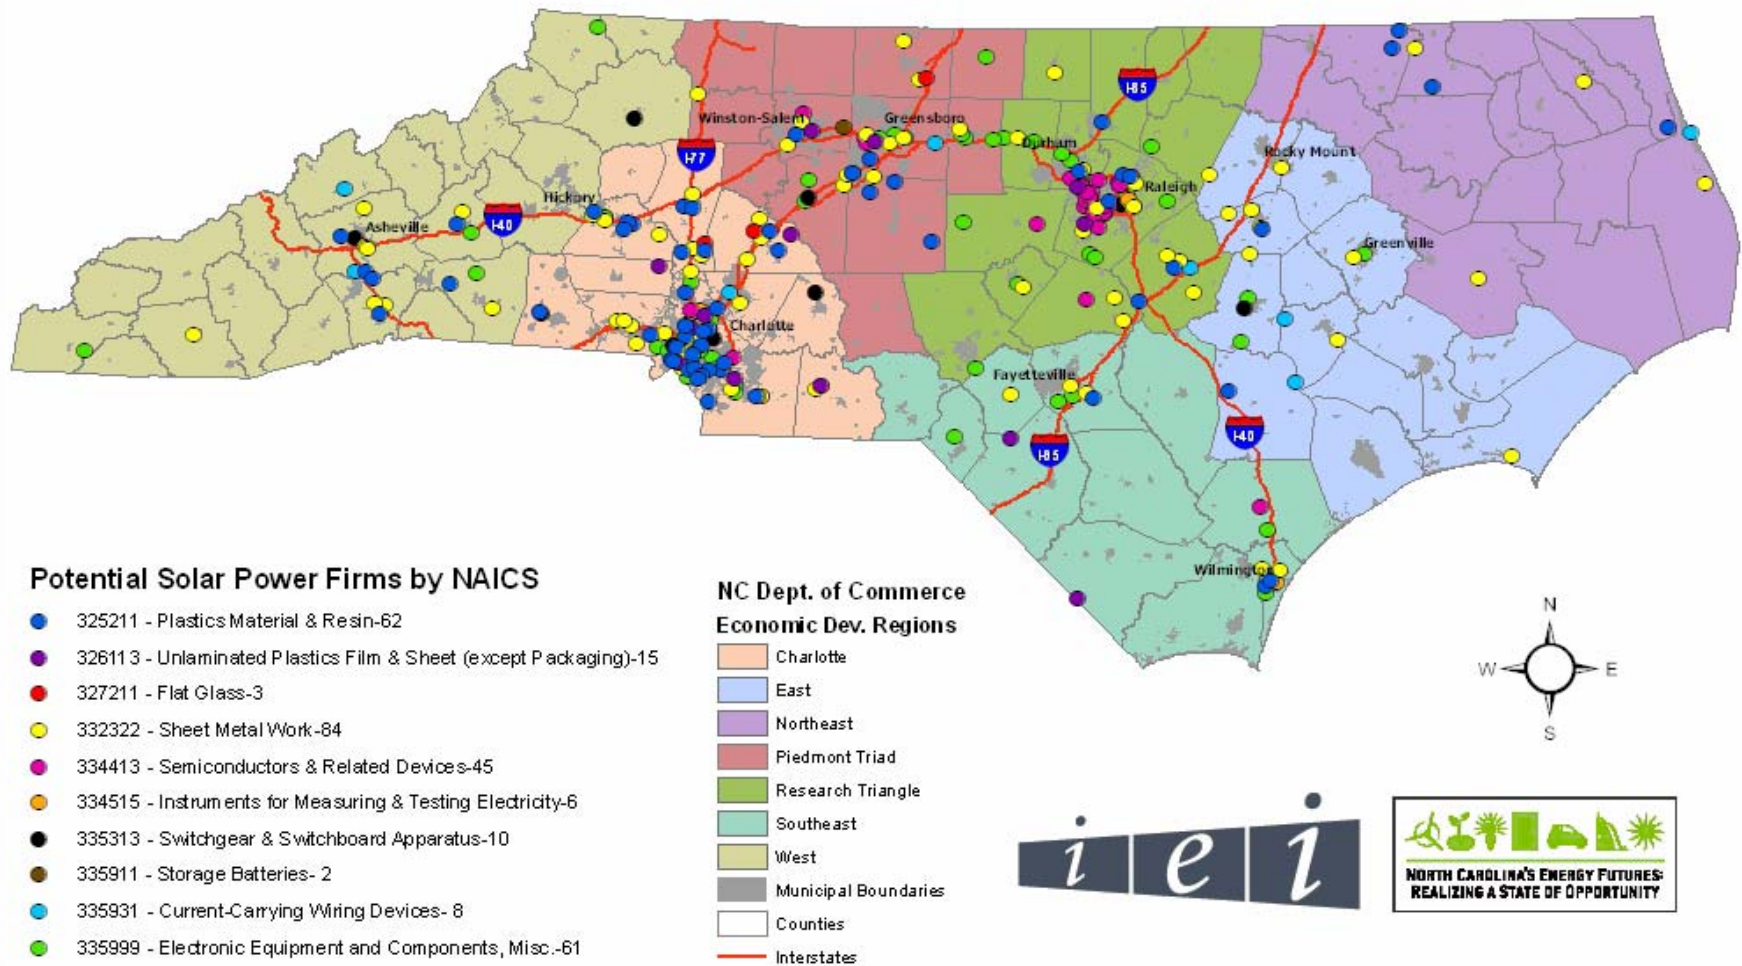 I-85
Winston-Salem
Greensboro
Durham
I-77
Rocky Mount
Raleigh
Hickory
I-40
Asheville
Greenville
Charlotte
Fayetteville
I-85
I-40
Wilmington
Potential Solar Power Firms by NAICS
325211 - Plastics Material & Resin-62
326113 - Unlaminated Plastics Film & Sheet (except Packaging)-15
327211 - Flat Glass-3
332322 - Sheet Metal Work-84
334413 - Semiconductors & Related Devices-45
334515 - Instruments for Measuring & Testing Electricity-6
335313 - Switchgear & Switchboard Apparatus-10
335911 - Storage Batteries- 2
335931 - Current-Carrying Wiring Devices- 8
335999 - Electronic Equipment and Components, Misc.-61
NC Dept. of Commerce
Economic Dev. Regions
Charlotte
East
Northeast
Piedmont Triad
Research Triangle
Southeast
West
Municipal Boundaries
Counties
Interstates
N
W E
S
iei
NORTH CAROLINA'S ENERGY FUTURES:
REALIZING A STATE OF OPPORTUNITY